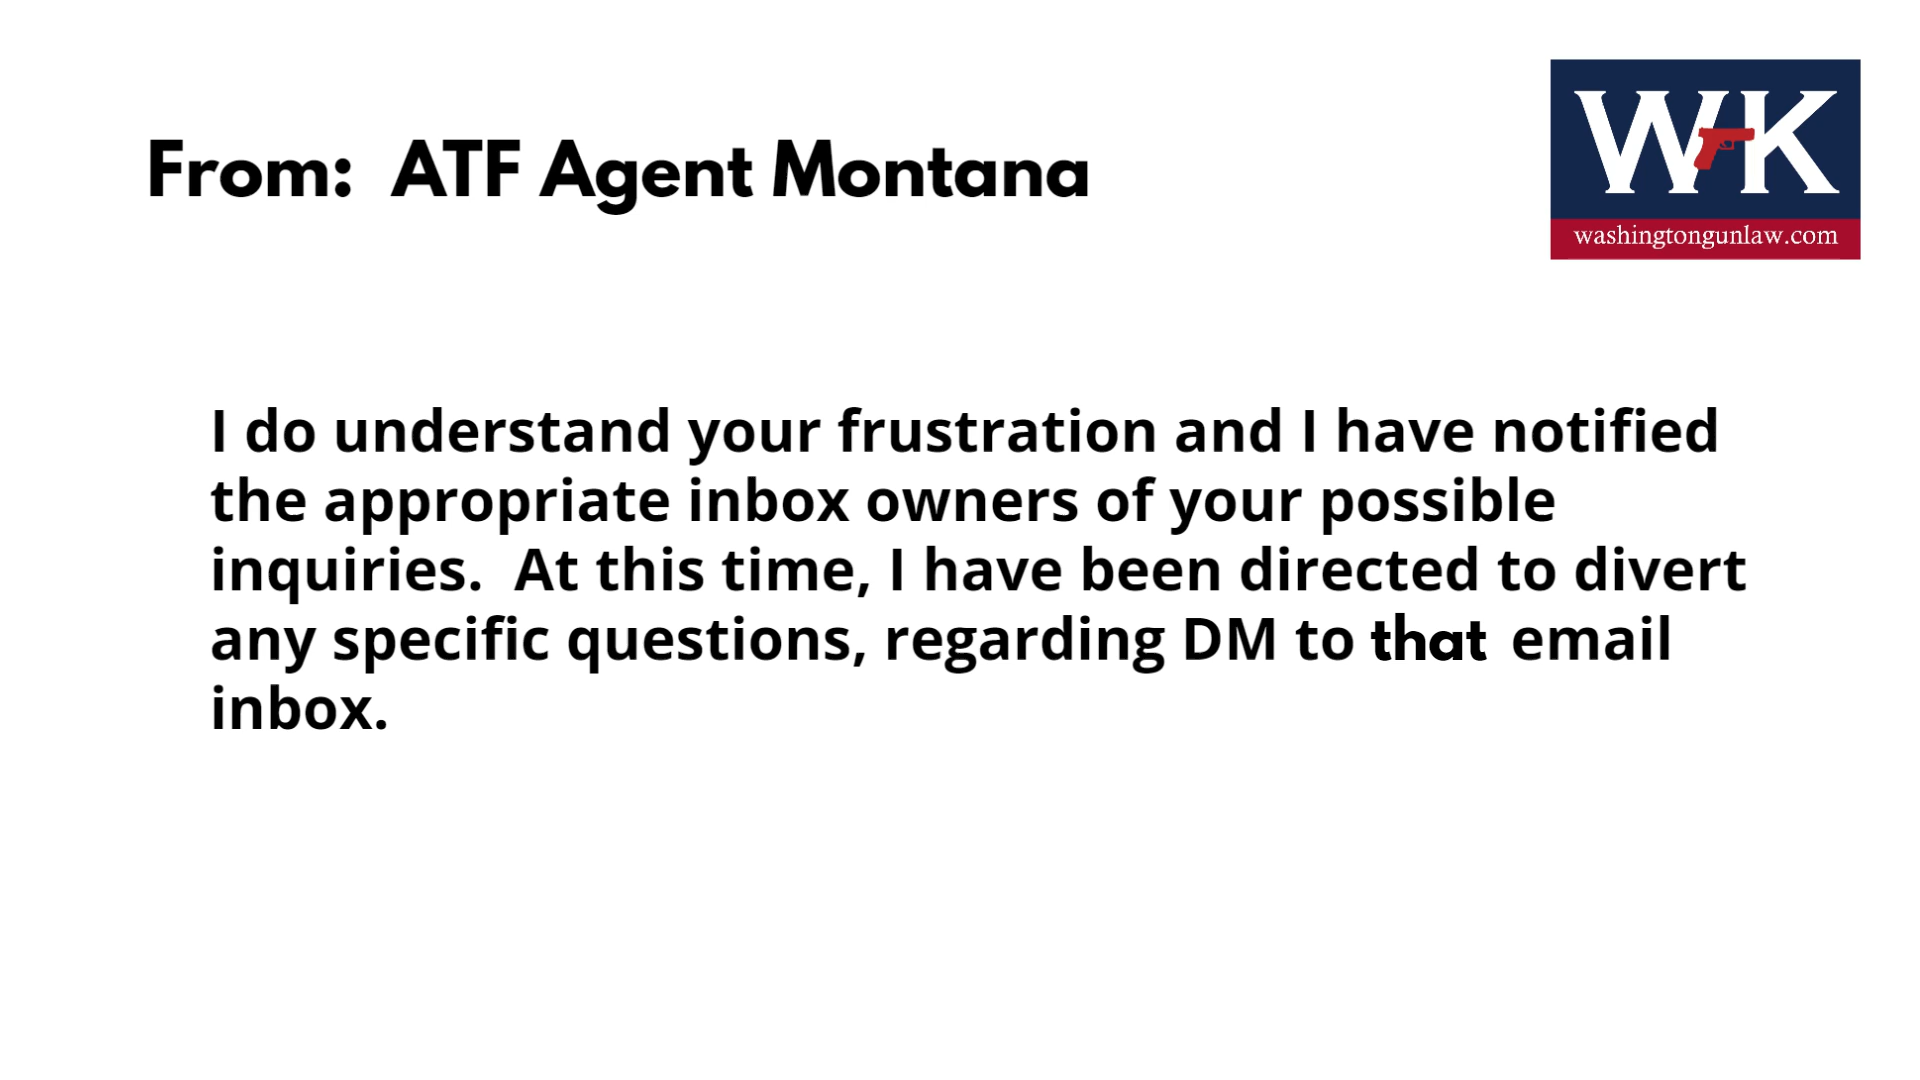 From: ATF Agent Montana
WK
washingtongunlaw.com
I do understand your frustration and I have notified
the appropriate inbox owners of your possible
inquiries. At this time, I have been directed to divert
any specific questions, regarding DM to that email
inbox.